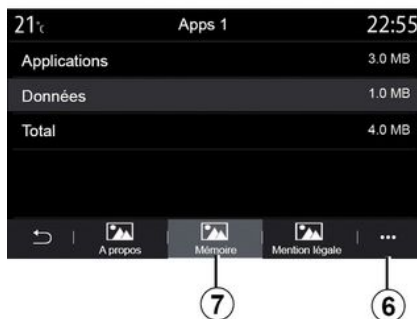 21°c Apps 1 22:55
Applications 3.0 MB
Données 1.0 MB
Total 4.0 MB
A propos Mémoire Mention légale •••
7 6